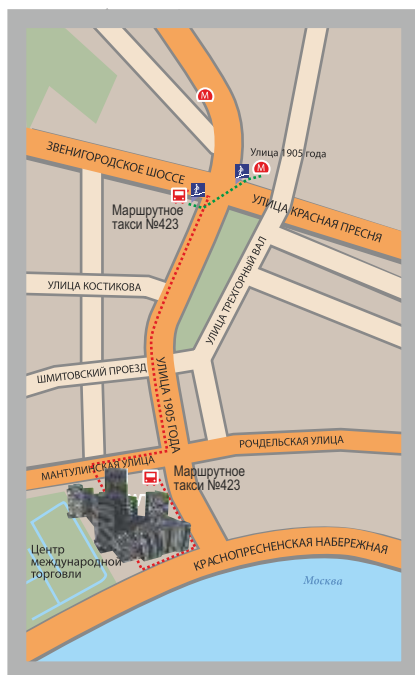 М
Улица 1905 года
М
ЗВЕНИГОРОДСКОЕ ШОССЕ
Маршрутное
такси №423
УЛИЦА КРАСНАЯ ПРЕСНЯ
УЛИЦА ТРЕХГОРНЫЙ ВАЛ
УЛИЦА КОСТИКОВА
ШМИТОВСКИЙ ПРОЕЗД
УЛИЦА 1905 ГОДА
РОЧДЕЛЬСКАЯ УЛИЦА
МАНТУЛИНСКАЯ УЛИЦА
Маршрутное
такси №423
Центр
международной
торговли
КРАСНОПРЕСНЕНСКАЯ НАБЕРЕЖНАЯ
Москва